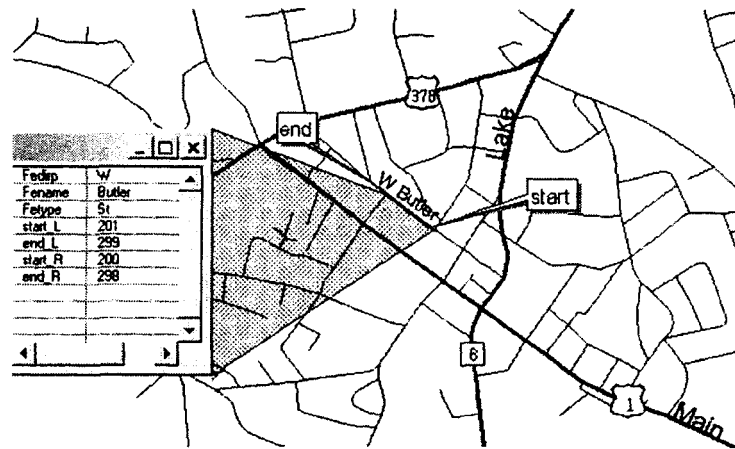 378
end
Lake
W Butler
start
Fedirp W
Fename Butler
Fetype St
start_L 201
end_L 299
start_R 200
end_R 298
6
1
Main